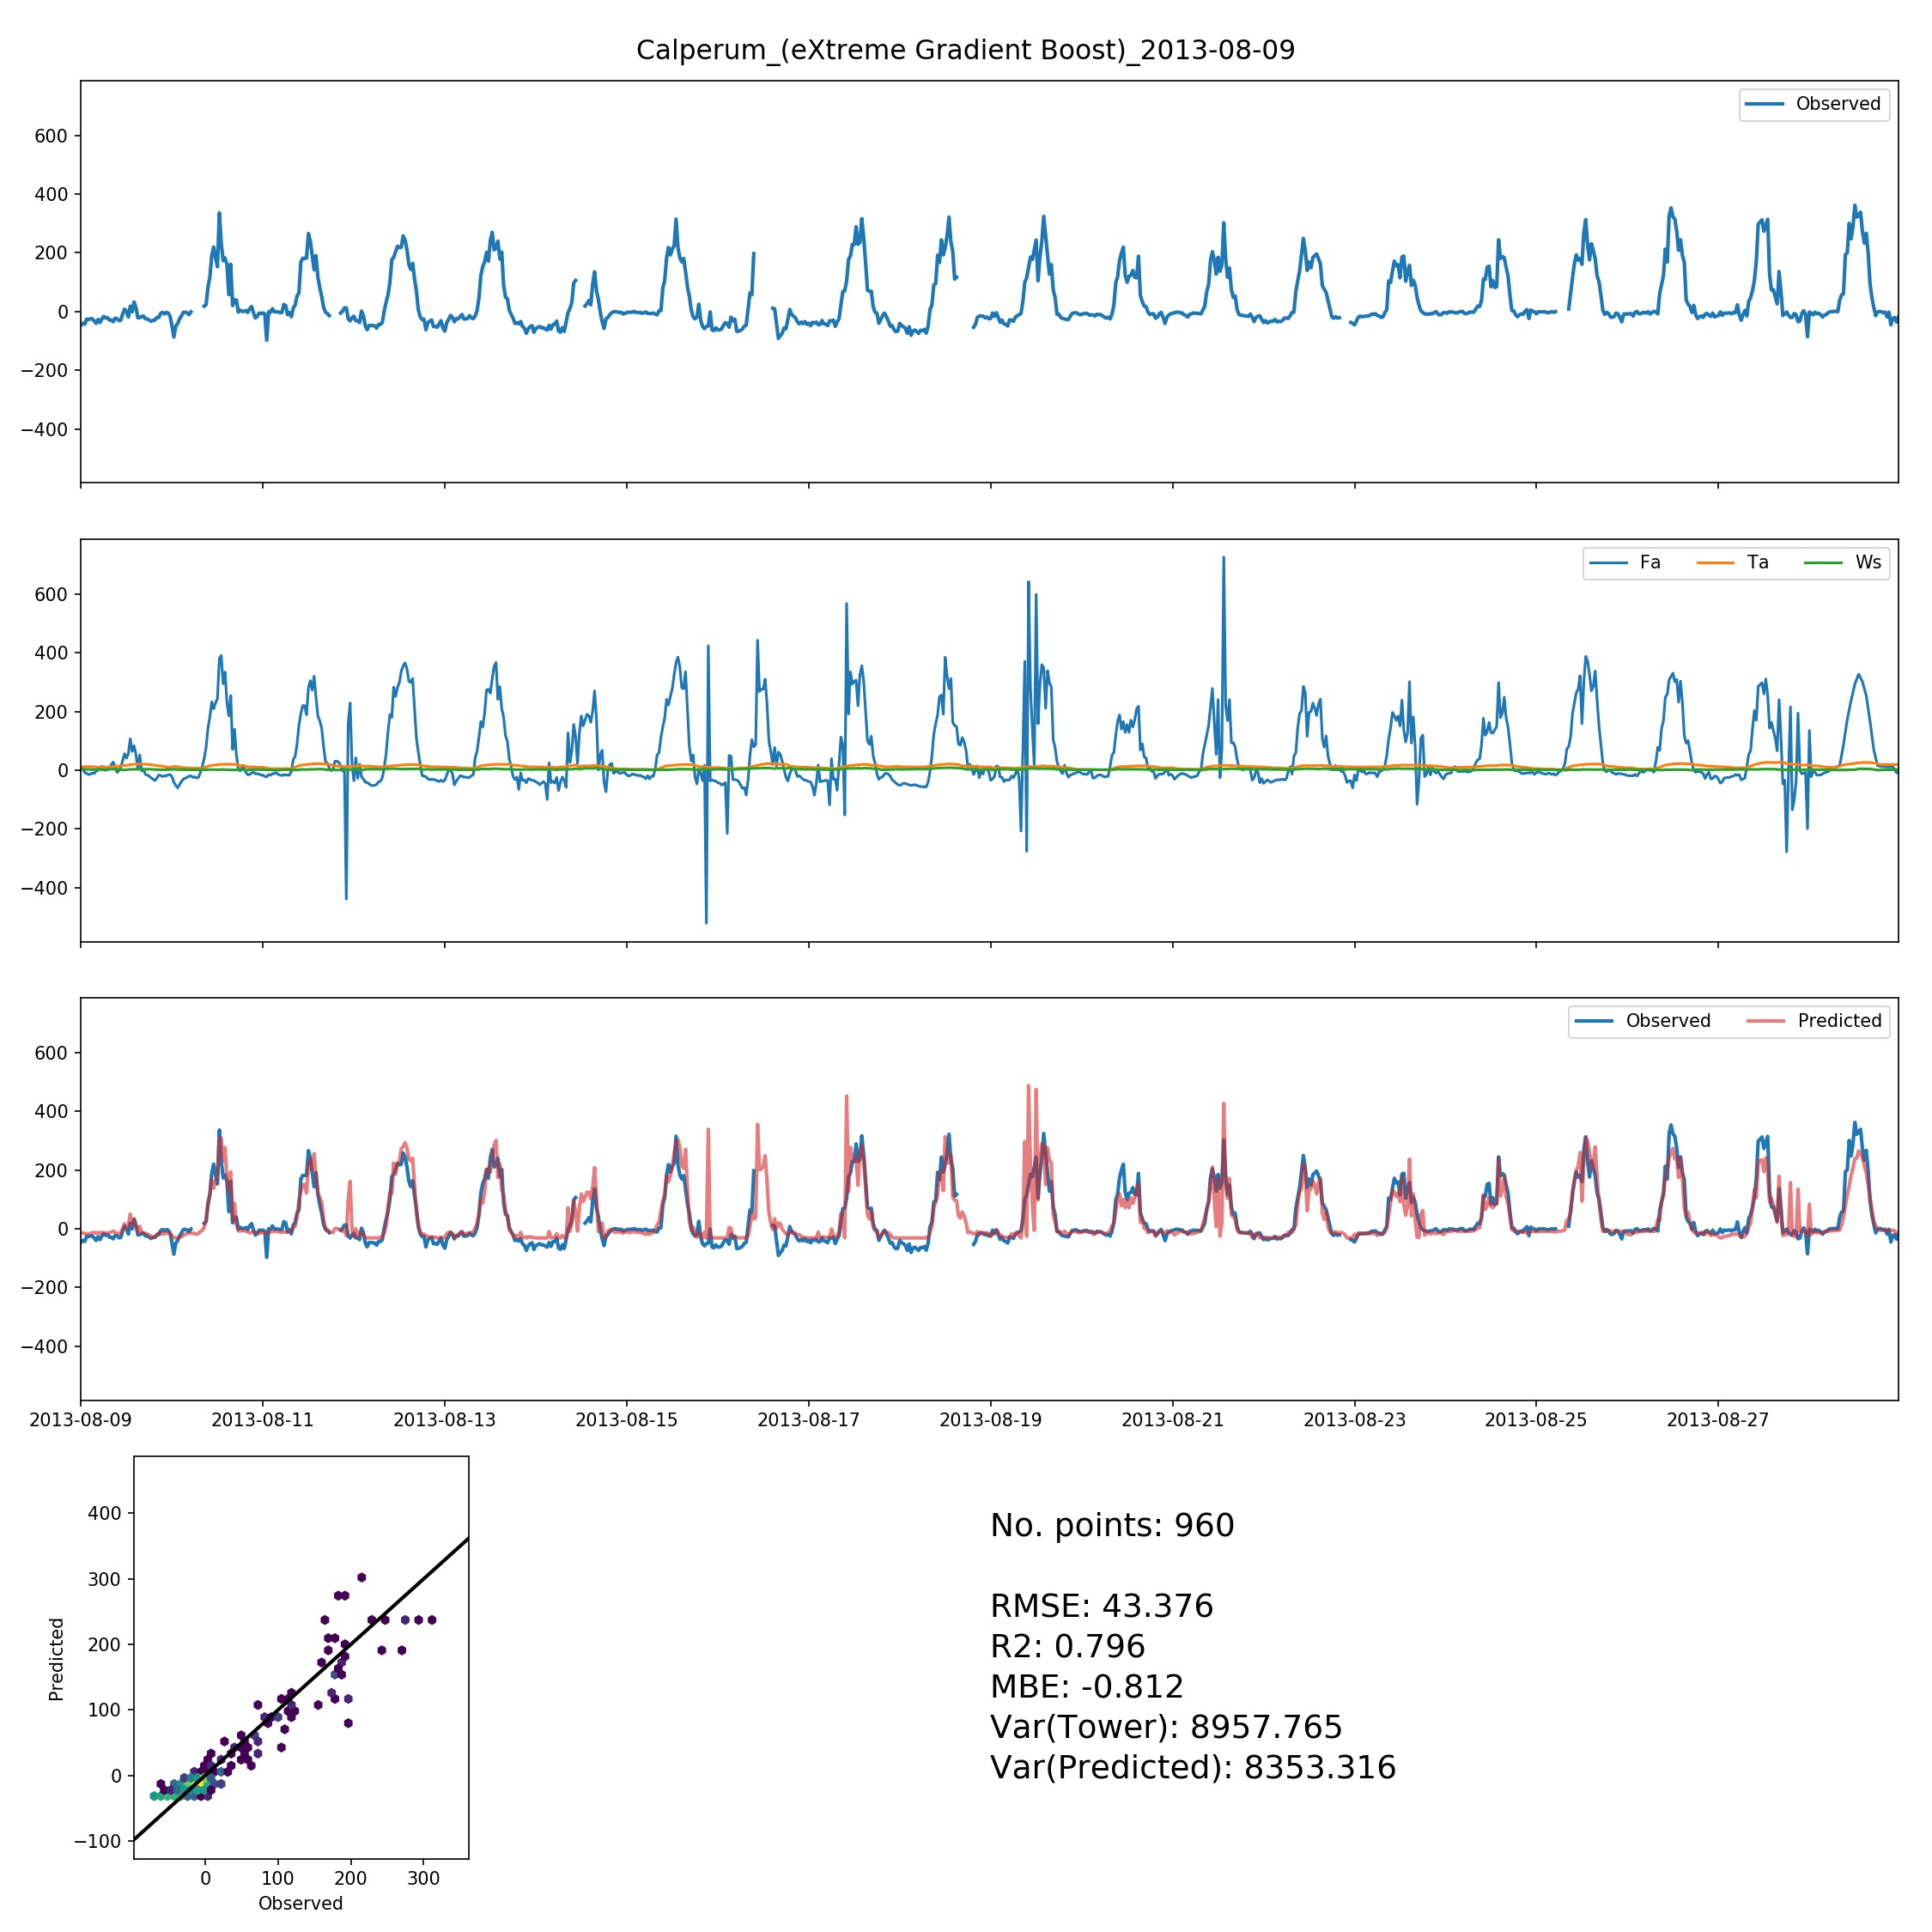 Calperum_(eXtreme Gradient Boost)_2013-08-09
Observed
600
400
200
0
−200
−400
Fa Ta Ws
600
400
200
0
−200
−400
Observed Predicted
600
400
200
0
−200
−400
2013-08-09 2013-08-11 2013-08-13 2013-08-15 2013-08-17 2013-08-19 2013-08-21 2013-08-23 2013-08-25 2013-08-27
400
300
200
100
0
−100
Predicted
0 100 200 300
Observed
No. points: 960
RMSE: 43.376
R2: 0.796
MBE: -0.812
Var(Tower): 8957.765
Var(Predicted): 8353.316